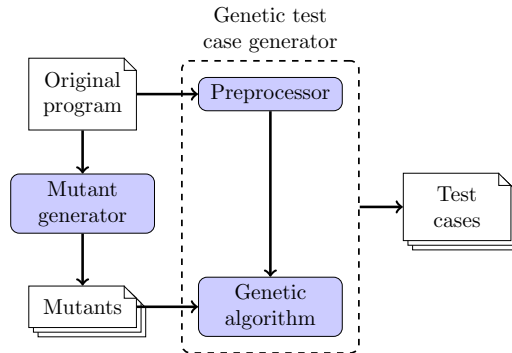 Genetic test
case generator
Original
program
Preprocessor
Mutant
generator
Test
cases
Mutants
Genetic
algorithm